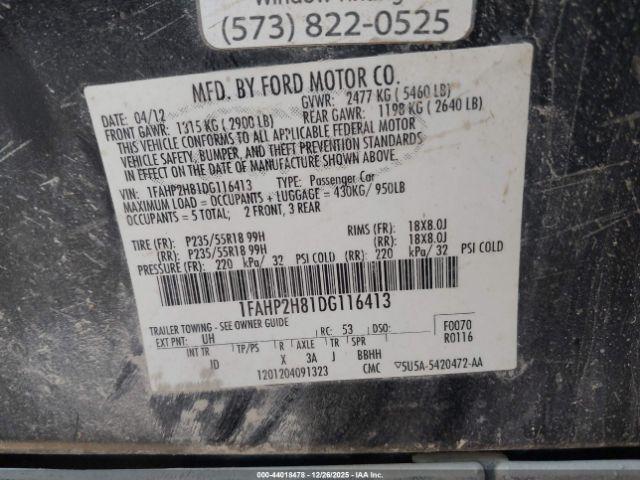 (573) 822-0525
MFD. BY FORD MOTOR CO.
DATE: 04/12 GVWR: 2477 KG ( 5460 LB)
FRONT GAWR: 1315 KG ( 2900 LB) REAR GAWR: 1198 KG ( 2640 LB)
THIS VEHICLE CONFORMS TO ALL APPLICABLE FEDERAL MOTOR
VEHICLE SAFETY, BUMPER, AND THEFT PREVENTION STANDARDS
IN EFFECT ON THE DATE OF MANUFACTURE SHOWN ABOVE.
VIN: 1FAHP2H81DG116413 TYPE: Passenger Car
MAXIMUM LOAD = OCCUPANTS + LUGGAGE = 430KG/ 950LB
OCCUPANTS = 5 TOTAL; 2 FRONT, 3 REAR
TIRE (FR): P235/55R18 99H RIMS (FR): 18X8.0J
(RR): P235/55R18 99H (RR): 18X8.0J
PRESSURE (FR): 220 kPa/ 32 PSI COLD (RR): 220 kPa/ 32 PSI COLD
1FAHP2H81DG116413
TRAILER TOWING - SEE OWNER GUIDE
EXT PNT: UH RC: 53 DSO: F0070
INT TR TP/PS R AXLE TR SPR R0116
ID X 3A J BBHH
1201204091323 CMC 5U5A-5420472-AA
000-44018478 - 12/26/2025 - IAAI.com